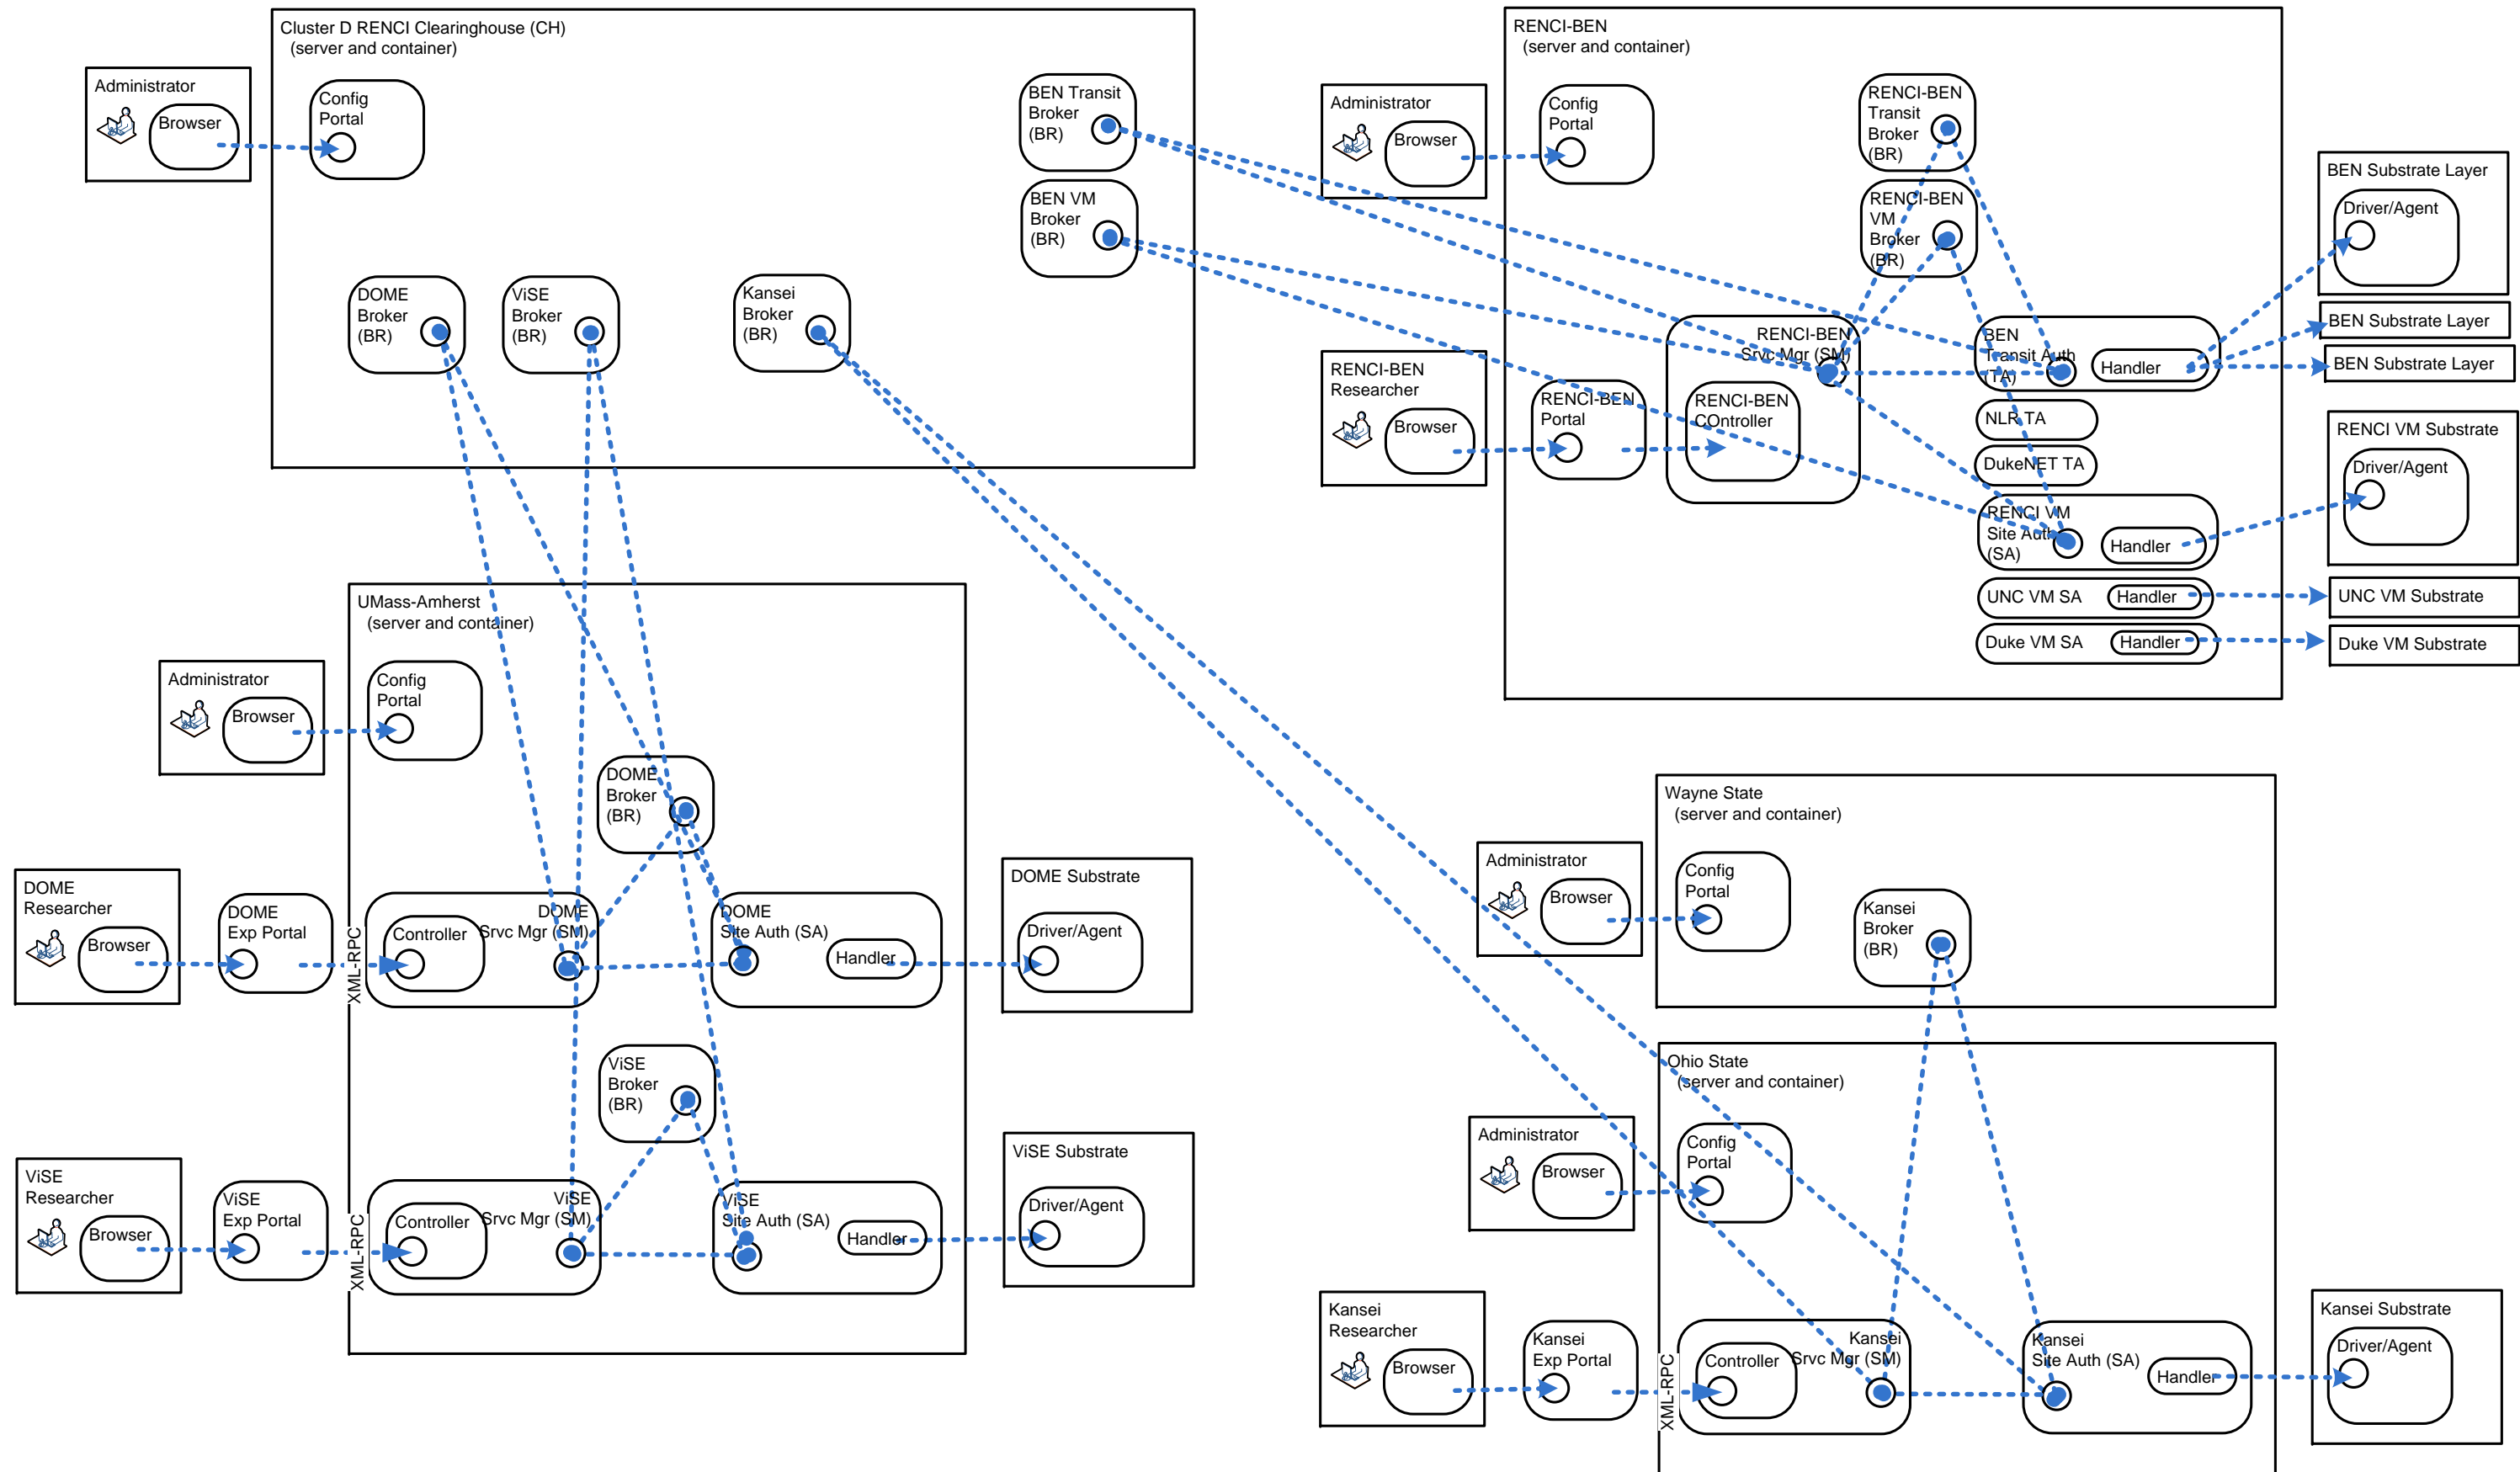 Cluster D RENCI Clearinghouse (CH)
(server and container)
Administrator
Browser
Config
Portal
BEN Transit
Broker
(BR)
BEN VM
Broker
(BR)
DOME
Broker
(BR)
ViSE
Broker
(BR)
Kansei
Broker
(BR)
RENCI-BEN
(server and container)
Administrator
Browser
Config
Portal
RENCI-BEN
Transit
Broker
(BR)
RENCI-BEN
VM
Broker
(BR)
RENCI-BEN
Researcher
Browser
RENCI-BEN
Portal
RENCI-BEN
Srvc Mgr (SM)
RENCI-BEN
COntroller
BEN
Transit Auth
(TA)
Handler
NLR TA
DukeNET TA
RENCI VM
Site Auth
(SA)
Handler
UNC VM SA
Handler
Duke VM SA
Handler
BEN Substrate Layer
Driver/Agent
BEN Substrate Layer
BEN Substrate Layer
RENCI VM Substrate
Driver/Agent
UNC VM Substrate
Duke VM Substrate
UMass-Amherst
(server and container)
Administrator
Browser
Config
Portal
DOME
Broker
(BR)
DOME
Researcher
Browser
DOME
Exp Portal
XML-RPC
Controller
DOME
Srvc Mgr (SM)
DOME
Site Auth (SA)
Handler
DOME Substrate
Driver/Agent
ViSE
Broker
(BR)
ViSE
Researcher
Browser
ViSE
Exp Portal
XML-RPC
Controller
ViSE
Srvc Mgr (SM)
ViSE
Site Auth (SA)
Handler
ViSE Substrate
Driver/Agent
Wayne State
(server and container)
Administrator
Browser
Config
Portal
Kansei
Broker
(BR)
Ohio State
(server and container)
Administrator
Browser
Config
Portal
Kansei
Researcher
Browser
Kansei
Exp Portal
XML-RPC
Controller
Kansei
Srvc Mgr (SM)
Kansei
Site Auth (SA)
Handler
Kansei Substrate
Driver/Agent